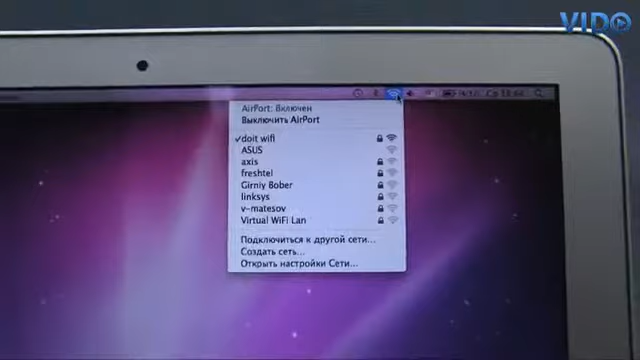 VIDO
AirPort: Включен
Выключить AirPort
✓doit wifi
ASUS
axis
freshtel
Girniy Bober
linksys
v-matesov
Virtual WiFi Lan
Подключиться к другой сети...
Создать сеть...
Открыть настройки Сети...